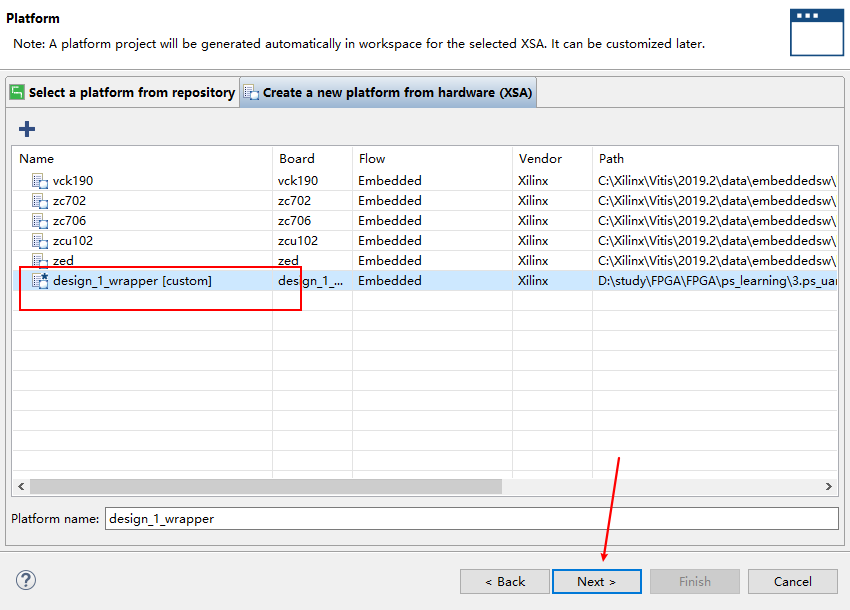 Platform
Note: A platform project will be generated automatically in workspace for the selected XSA. It can be customized later.
Select a platform from repository Create a new platform from hardware (XSA)
Name Board Flow Vendor Path
vck190 vck190 Embedded Xilinx C:\Xilinx\Vitis\2019.2\data\embeddedsw\
zc702 zc702 Embedded Xilinx C:\Xilinx\Vitis\2019.2\data\embeddedsw\
zc706 zc706 Embedded Xilinx C:\Xilinx\Vitis\2019.2\data\embeddedsw\
zcu102 zcu102 Embedded Xilinx C:\Xilinx\Vitis\2019.2\data\embeddedsw\
zed zed Embedded Xilinx C:\Xilinx\Vitis\2019.2\data\embeddedsw\
design_1_wrapper [custom] design_1_... Embedded Xilinx D:\study\FPGA\FPGA\ps_learning\3.ps_uar
Platform name: design_1_wrapper
< Back Next > Finish Cancel